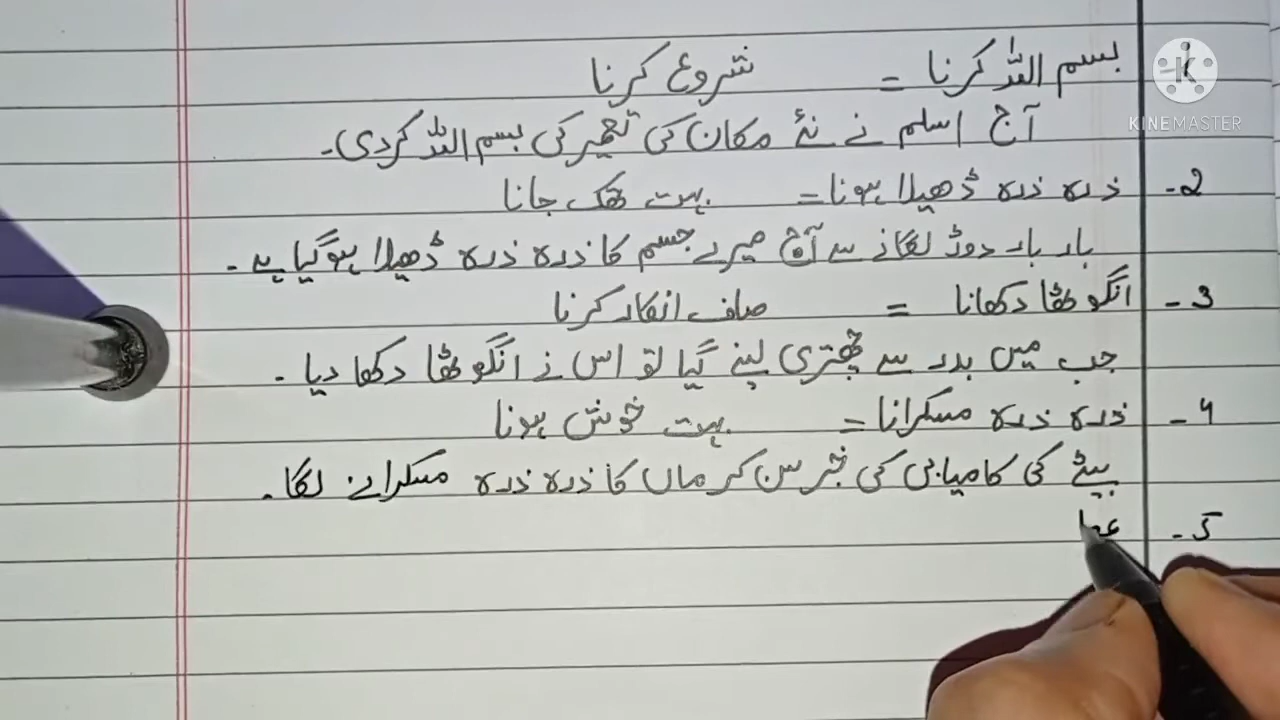 بسم اللہ کرنا = شروع کرنا
آج اسلم نے نئے مکان کی تعمیر کی بسم اللہ کردی۔
2- ذرہ ذرہ ڈھیلا ہونا= بہت تھک جانا
بار بار دوڑ لگانے سے آج میرے جسم کا ذرہ ذرہ ڈھیلا ہوگیا ہے۔
3- انگوٹھا دکھانا = صاف انکار کرنا
جب میں بدر سے چھتری لینے گیا تو اس نے انگوٹھا دکھا دیا۔
4- ذرہ ذرہ مسکرانا= بہت خوش ہونا
بیٹے کی کامیابی کی خبر سن کر ماں کا ذرہ ذرہ مسکرانے لگا۔
5-
K
KINEMASTER